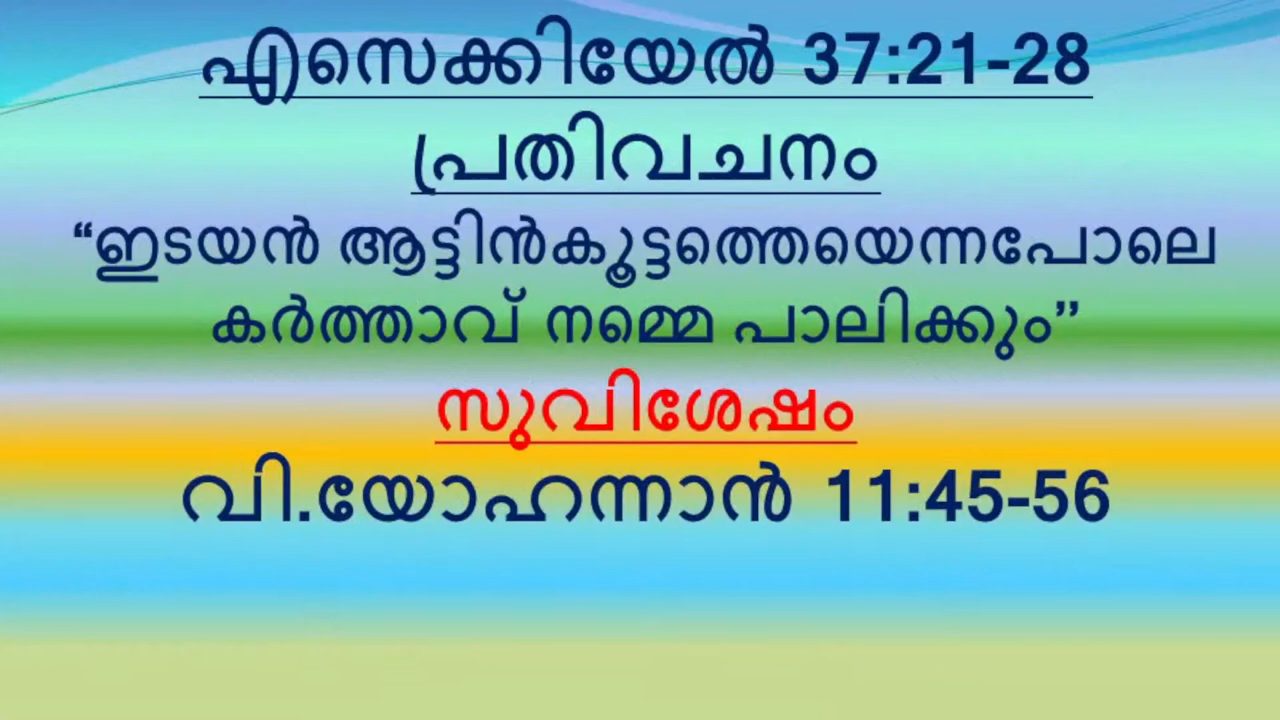 എസെക്കിയേൽ 37:21-28
പ്രതിവചനം
“ഇടയൻ ആട്ടിൻകൂട്ടത്തെയെന്നപോലെ
കർത്താവ് നമ്മെ പാലിക്കും”
സുവിശേഷം
വി.യോഹന്നാൻ 11:45-56